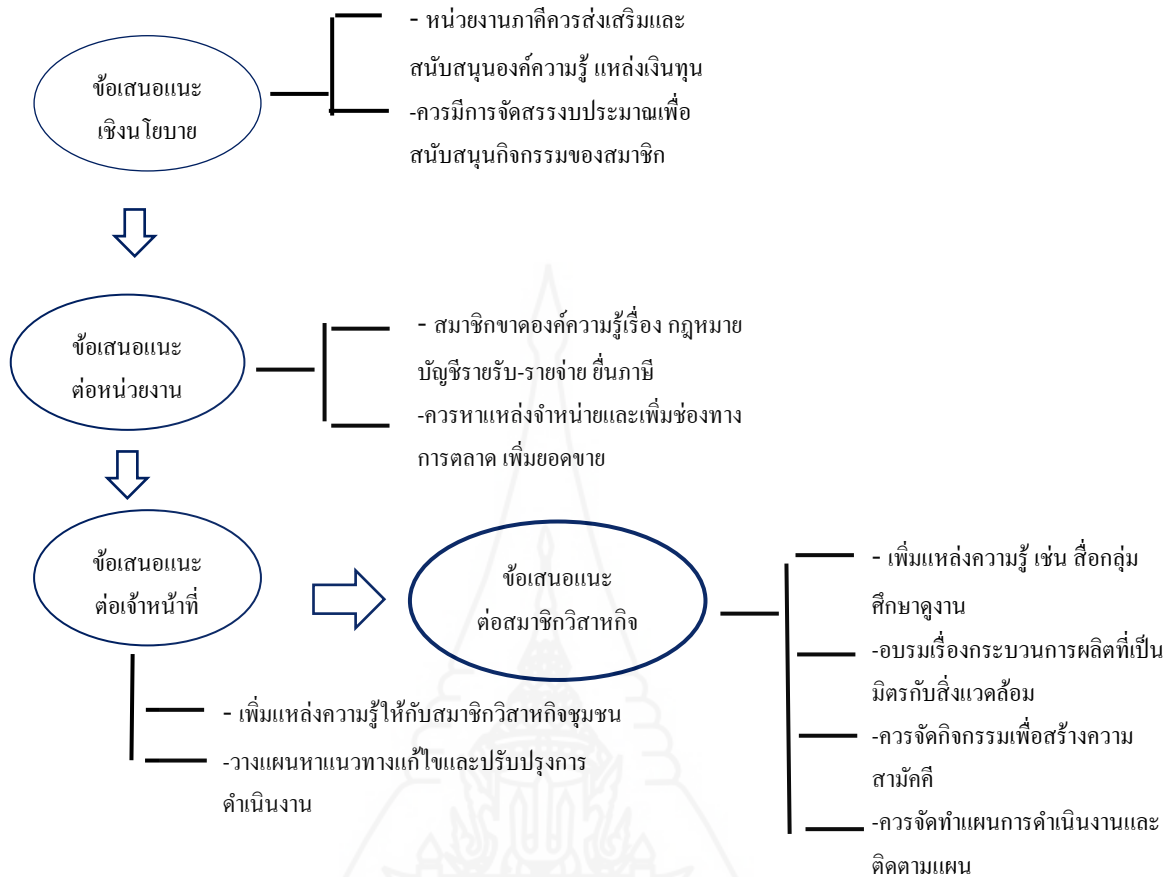 ข้อเสนอแนะ
เชิงนโยบาย
- หน่วยงานภาคีควรส่งเสริมและ
สนับสนุนองค์ความรู้ แหล่งเงินทุน
-ควรมีการจัดสรรงบประมาณเพื่อ
สนับสนุนกิจกรรมของสมาชิก
ข้อเสนอแนะ
ต่อหน่วยงาน
- สมาชิกขาดองค์ความรู้เรื่อง กฎหมาย
บัญชีรายรับ-รายจ่าย ยื่นภาษี
-ควรหาแหล่งจำหน่ายและเพิ่มช่องทาง
การตลาด เพิ่มยอดขาย
ข้อเสนอแนะ
ต่อเจ้าหน้าที่
- เพิ่มแหล่งความรู้ให้กับสมาชิกวิสาหกิจชุมชน
-วางแผนหาแนวทางแก้ไขและปรับปรุงการ
ดำเนินงาน
ข้อเสนอแนะ
ต่อสมาชิกวิสาหกิจ
- เพิ่มแหล่งความรู้ เช่น สื่อกลุ่ม
ศึกษาดูงาน
-อบรมเรื่องกระบวนการผลิตที่เป็น
มิตรกับสิ่งแวดล้อม
-ควรจัดกิจกรรมเพื่อสร้างความ
สามัคคี
-ควรจัดทำแผนการดำเนินงานและ
ติดตามแผน